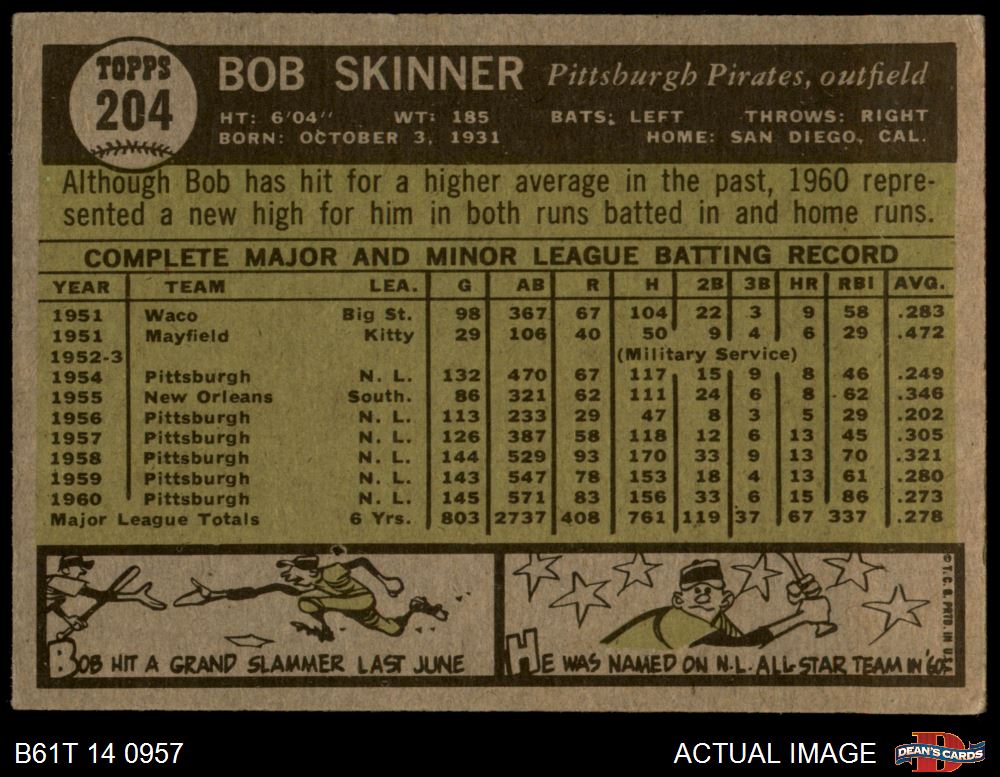 TOPPS
204
BOB SKINNER Pittsburgh Pirates, outfield
HT: 6'04" WT: 185 BATS: LEFT THROWS: RIGHT
BORN: OCTOBER 3, 1931 HOME: SAN DIEGO, CAL.
Although Bob has hit for a higher average in the past, 1960 repre-
sented a new high for him in both runs batted in and home runs.
COMPLETE MAJOR AND MINOR LEAGUE BATTING RECORD
YEAR TEAM LEA. G AB R H 2B 3B HR RBI AVG.
1951 Waco Big St. 98 367 67 104 22 3 9 58 .283
1951 Mayfield Kitty 29 106 40 50 9 4 6 29 .472
1952-3 (Military Service)
1954 Pittsburgh N. L. 132 470 67 117 15 9 8 46 .249
1955 New Orleans South. 86 321 62 111 24 6 8 62 .346
1956 Pittsburgh N. L. 113 233 29 47 8 3 5 29 .202
1957 Pittsburgh N. L. 126 387 58 118 12 6 13 45 .305
1958 Pittsburgh N. L. 144 529 93 170 33 9 13 70 .321
1959 Pittsburgh N. L. 143 547 78 153 18 4 13 61 .280
1960 Pittsburgh N. L. 145 571 83 156 33 6 15 86 .273
Major League Totals 6 Yrs. 803 2737 408 761 119 37 67 337 .278
BOB HIT A GRAND SLAMMER LAST JUNE
HE WAS NAMED ON N.L. ALL-STAR TEAM IN '60.
© T. C. G. PRTD. IN U.S.A.
B61T 14 0957
ACTUAL IMAGE
DEAN'S CARDS